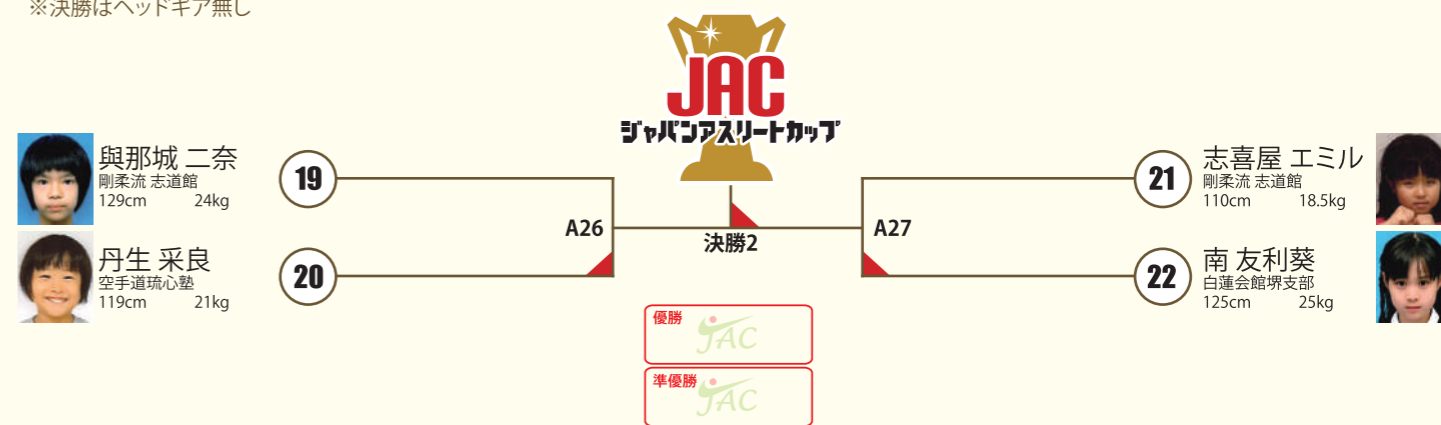 ※決勝はヘッドギア無し
JAC
ジャパンアスリートカップ
與那城 二奈
剛柔流 志道館
129cm 24kg
19
丹生 采良
空手道琉心塾
119cm 21kg
20
A26
決勝2
A27
21
志喜屋 エミル
剛柔流 志道館
110cm 18.5kg
22
南 友利葵
白蓮会館堺支部
125cm 25kg
優勝
JAC
準優勝
JAC